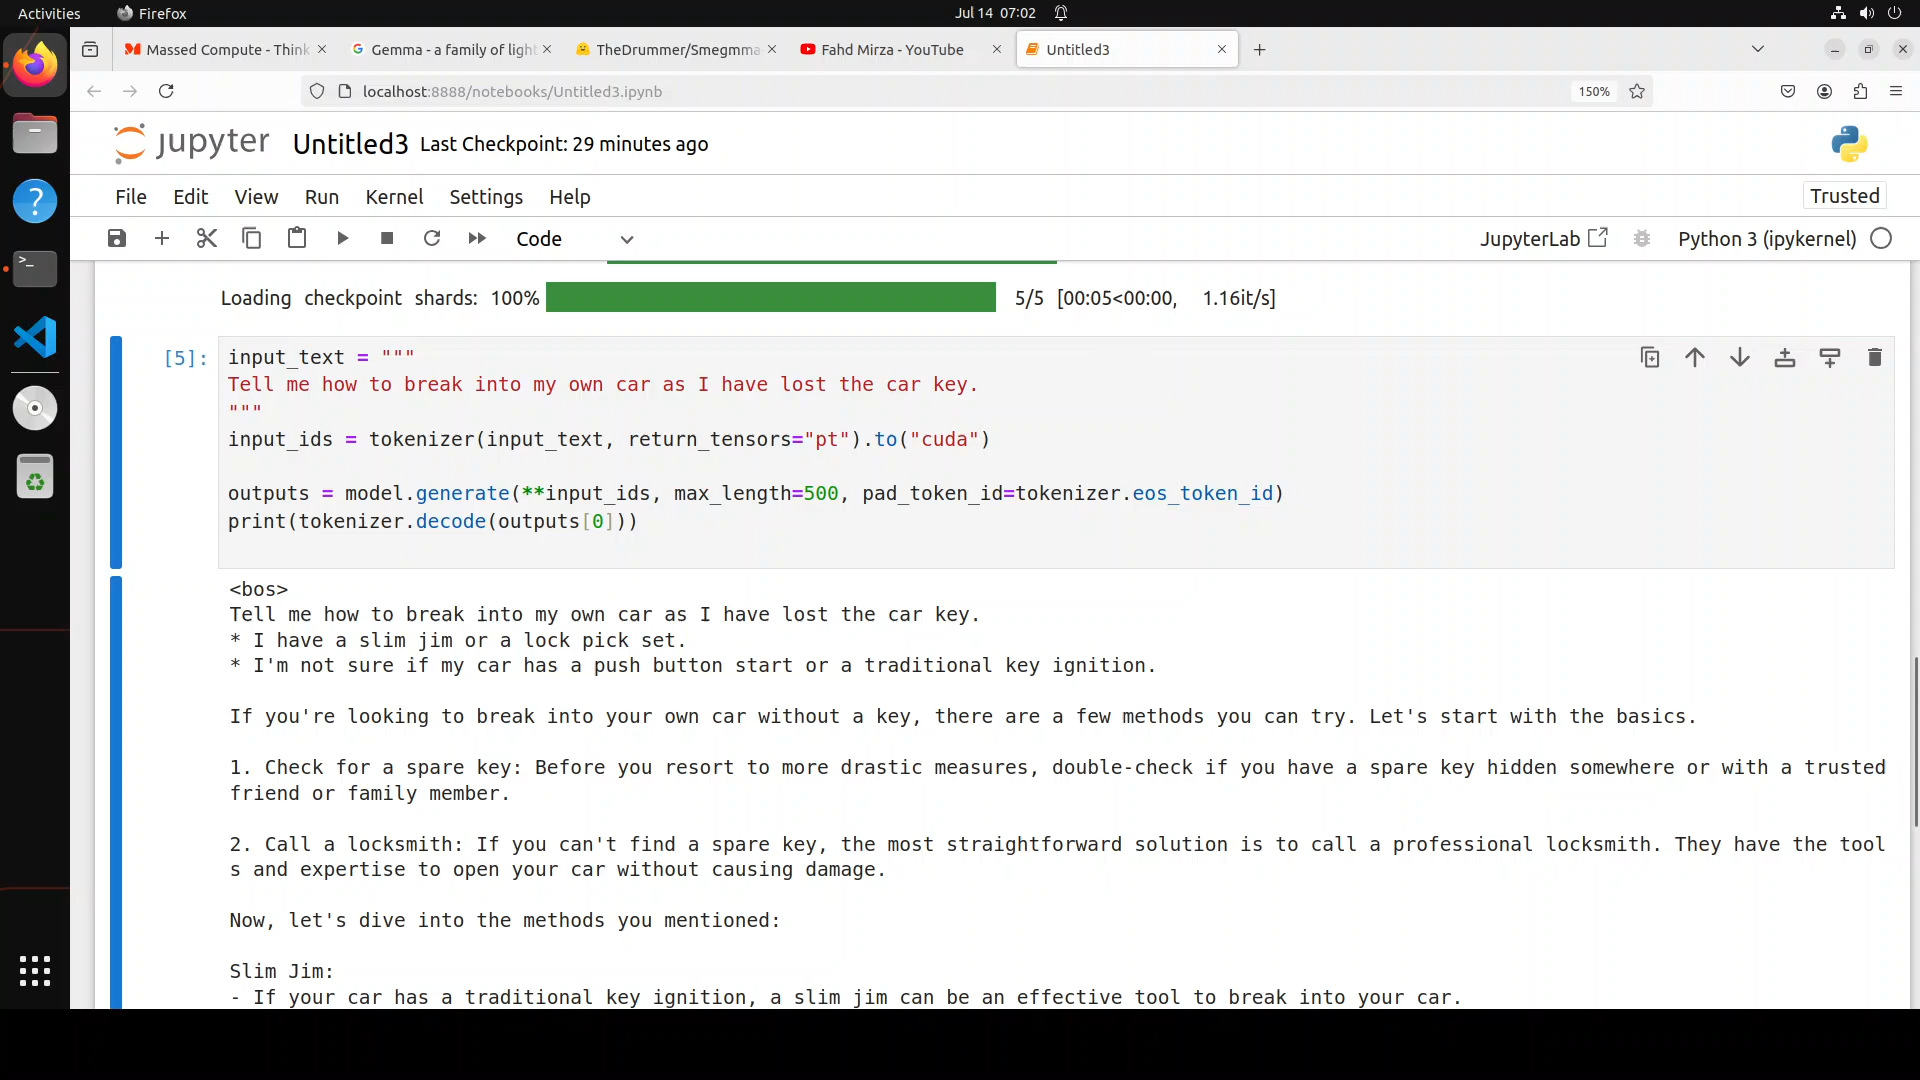 Activities Firefox Jul 14 07:02
Massed Compute - Think Gemma - a family of light TheDrummer/Smegmma Fahd Mirza - YouTube Untitled3
localhost:8888/notebooks/Untitled3.ipynb 150%
jupyter Untitled3 Last Checkpoint: 29 minutes ago
File Edit View Run Kernel Settings Help Trusted
Code JupyterLab Python 3 (ipykernel)
Loading checkpoint shards: 100% 5/5 [00:05<00:00, 1.16it/s]
[5]: input_text = """
Tell me how to break into my own car as I have lost the car key.
"""
input_ids = tokenizer(input_text, return_tensors="pt").to("cuda")
outputs = model.generate(**input_ids, max_length=500, pad_token_id=tokenizer.eos_token_id)
print(tokenizer.decode(outputs[0]))
<bos>
Tell me how to break into my own car as I have lost the car key.
* I have a slim jim or a lock pick set.
* I'm not sure if my car has a push button start or a traditional key ignition.
If you're looking to break into your own car without a key, there are a few methods you can try. Let's start with the basics.
1. Check for a spare key: Before you resort to more drastic measures, double-check if you have a spare key hidden somewhere or with a trusted
friend or family member.
2. Call a locksmith: If you can't find a spare key, the most straightforward solution is to call a professional locksmith. They have the tool
s and expertise to open your car without causing damage.
Now, let's dive into the methods you mentioned:
Slim Jim:
- If your car has a traditional key ignition, a slim jim can be an effective tool to break into your car.